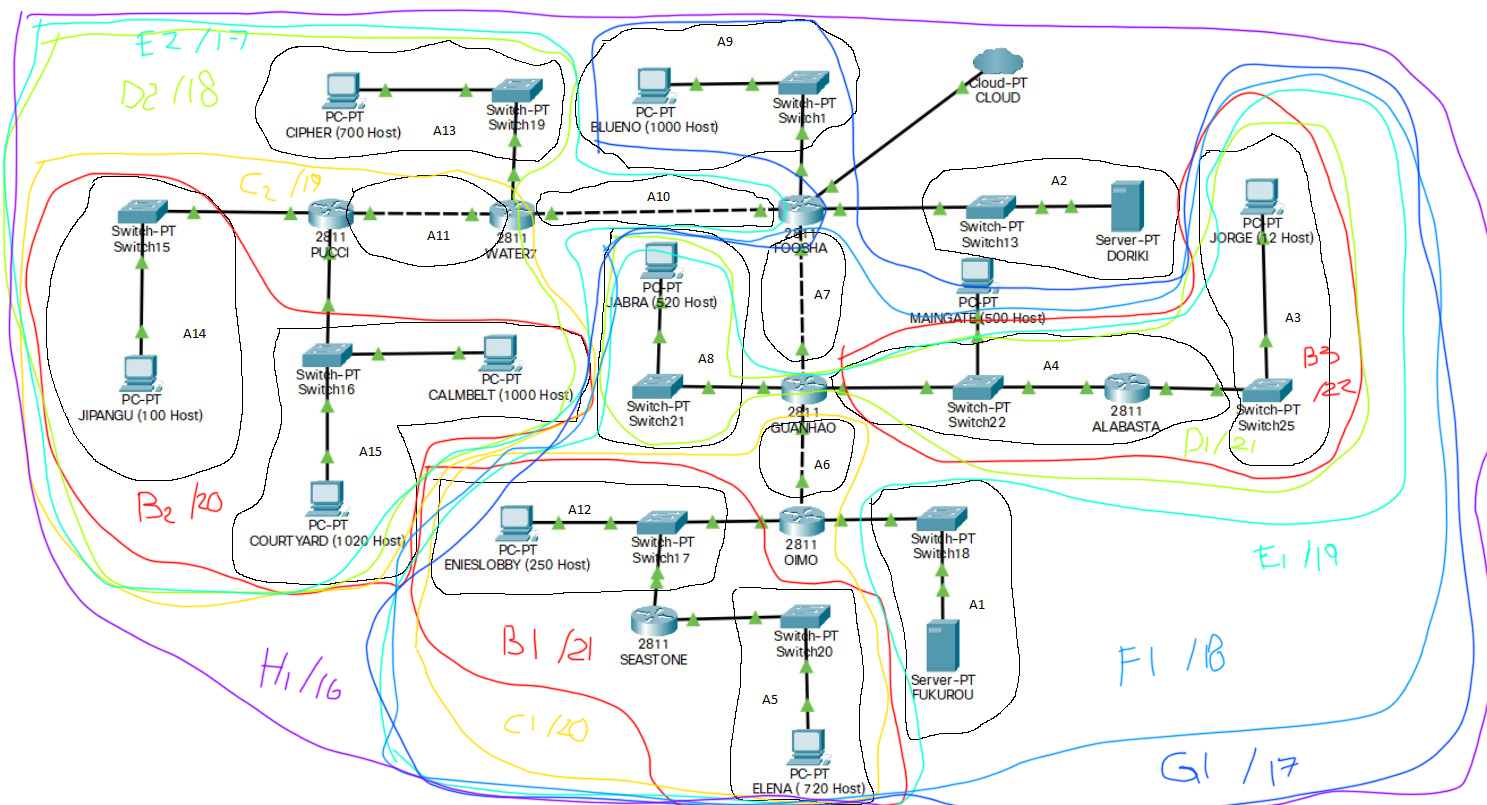 E2/17
D2/18
A9
Switch-PT
Switch19
PC-PT
CIPHER (700 Host)
A13
PC-PT
BLUENO (1000 Host)
Switch-PT
Switch1
Cloud-PT
CLOUD
C2/19
Switch-PT
Switch15
2811
PUCCI
A11
2811
WATER7
A10
2811
FOOSHA
A2
Switch-PT
Switch13
Server-PT
DORIKI
PC-PT
JORGE (12 Host)
PC-PT
JABRA (520 Host)
A7
PC-PT
MAINGATE (500 Host)
A14
PC-PT
JIPANGU (100 Host)
Switch-PT
Switch16
PC-PT
CALMBELT (1000 Host)
A8
Switch-PT
Switch21
2811
GUANHAO
A4
Switch-PT
Switch22
2811
ALABASTA
A3
B3
/22
Switch-PT
Switch25
D1/21
A15
A6
B2/20
PC-PT
COURTYARD (1020 Host)
A12
PC-PT
ENIESLOBBY (250 Host)
Switch-PT
Switch17
2811
OIMO
Switch-PT
Switch18
E1/19
A1
B1/21
2811
SEASTONE
Switch-PT
Switch20
H1/16
F1/18
Server-PT
FUKUROU
A5
C1/20
PC-PT
ELENA ( 720 Host)
G1/17